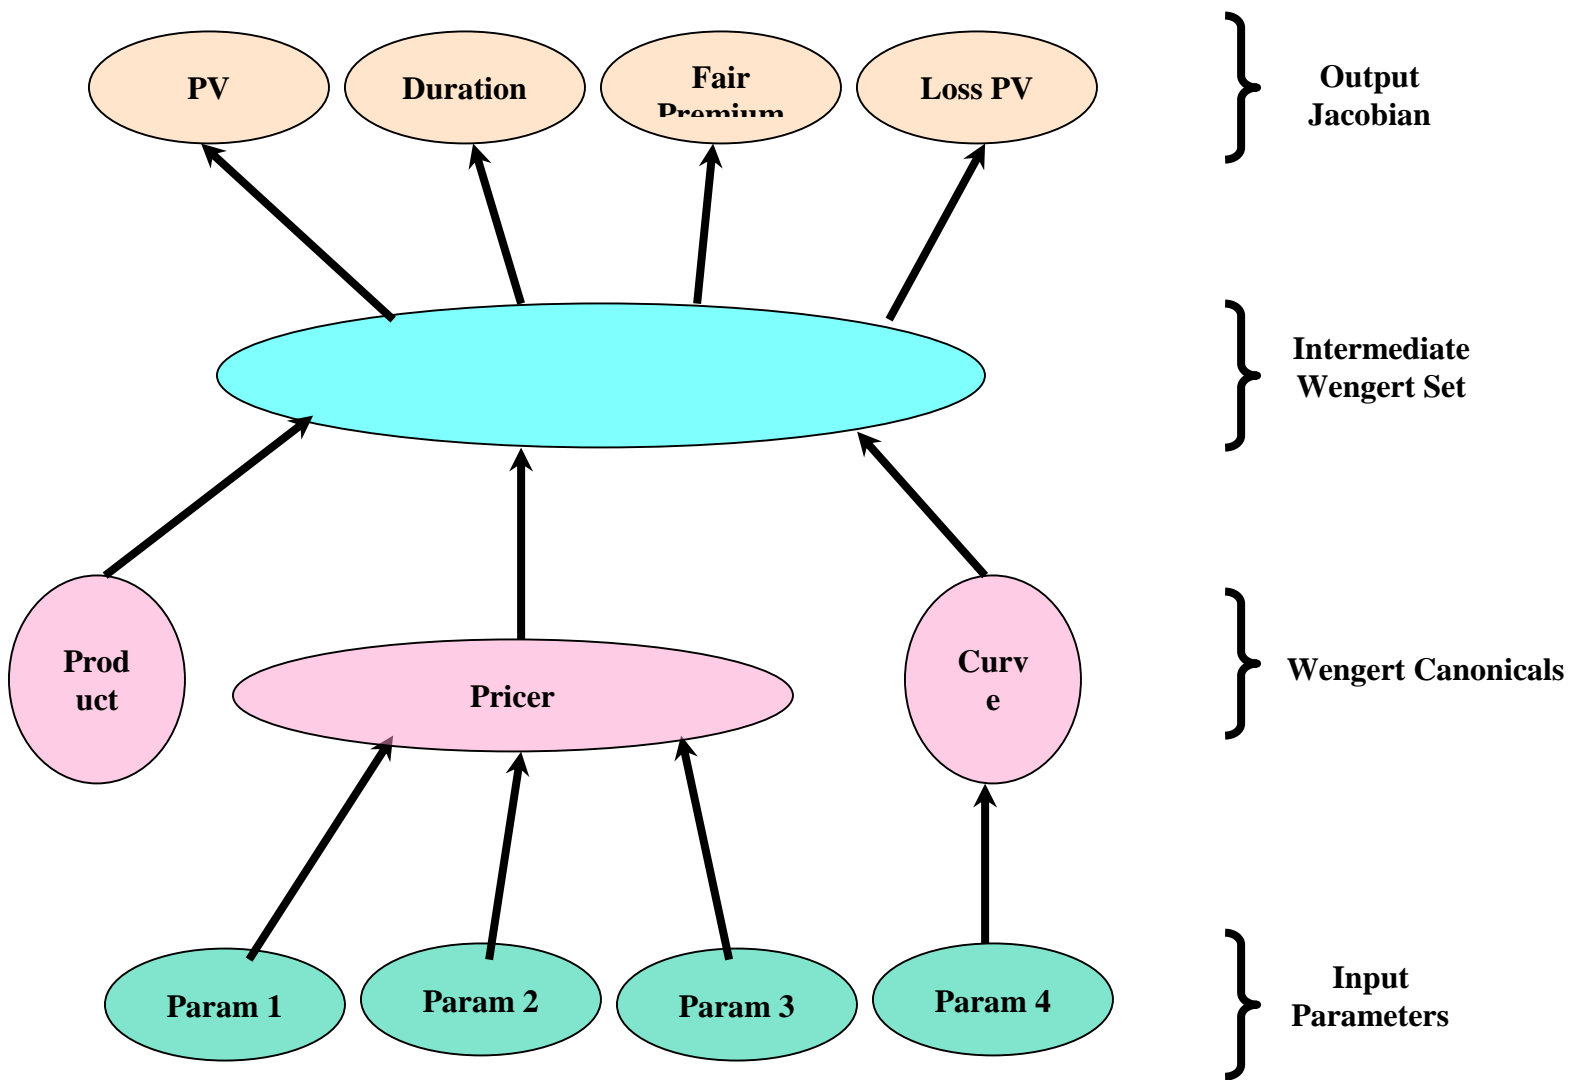 PV
Duration
Fair
Premium
Loss PV
Output
Jacobian
Intermediate
Wengert Set
Prod
uct
Pricer
Curv
e
Wengert Canonicals
Param 1
Param 2
Param 3
Param 4
Input
Parameters